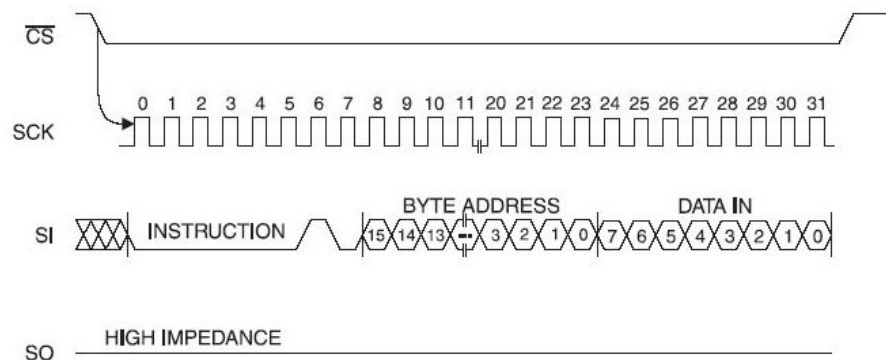 CS
0 1 2 3 4 5 6 7 8 9 10 11 20 21 22 23 24 25 26 27 28 29 30 31
SCK
BYTE ADDRESS DATA IN
SI INSTRUCTION 15 14 13 3 2 1 0 7 6 5 4 3 2 1 0
HIGH IMPEDANCE
SO